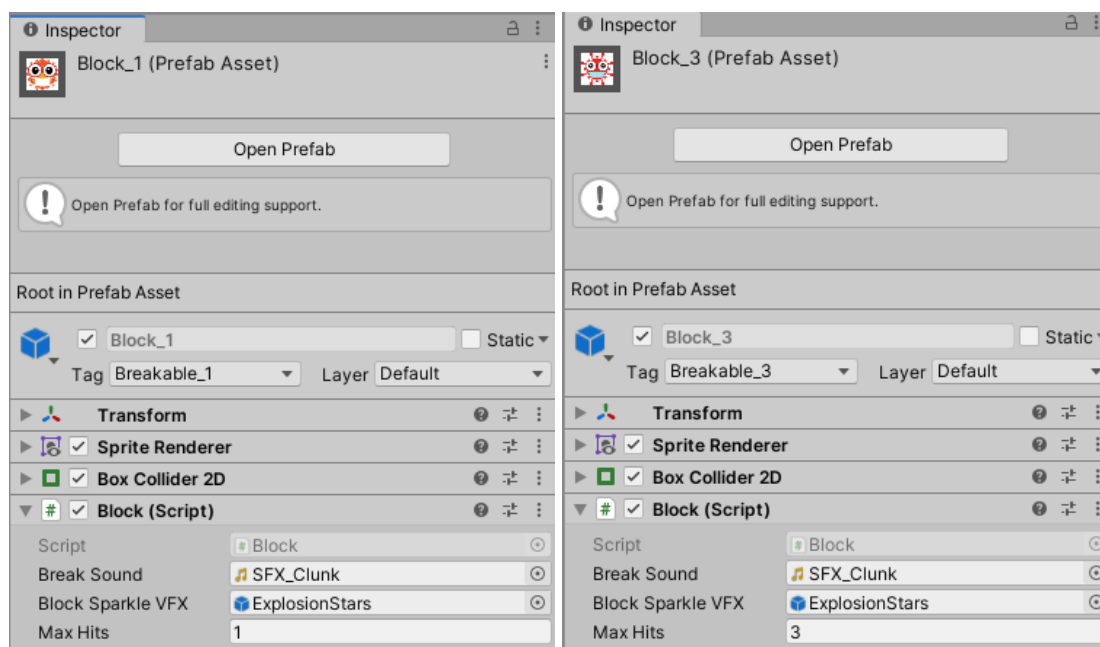 Inspector
Block_1 (Prefab Asset)
Open Prefab
Open Prefab for full editing support.
Root in Prefab Asset
Block_1 Static
Tag Breakable_1 Layer Default
Transform
Sprite Renderer
Box Collider 2D
# Block (Script)
Script # Block
Break Sound SFX_Clunk
Block Sparkle VFX ExplosionStars
Max Hits 1
Inspector
Block_3 (Prefab Asset)
Open Prefab
Open Prefab for full editing support.
Root in Prefab Asset
Block_3 Static
Tag Breakable_3 Layer Default
Transform
Sprite Renderer
Box Collider 2D
# Block (Script)
Script # Block
Break Sound SFX_Clunk
Block Sparkle VFX ExplosionStars
Max Hits 3